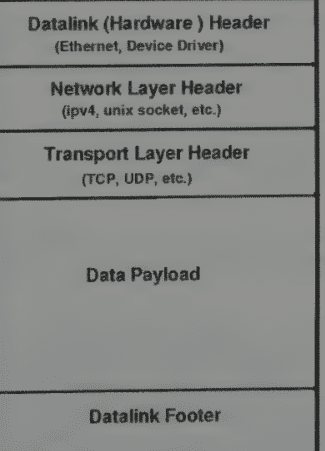 Datalink (Hardware ) Header
(Ethernet, Device Driver)
Network Layer Header
(ipv4, unix socket, etc.)
Transport Layer Header
(TCP, UDP, etc.)
Data Payload
Datalink Footer